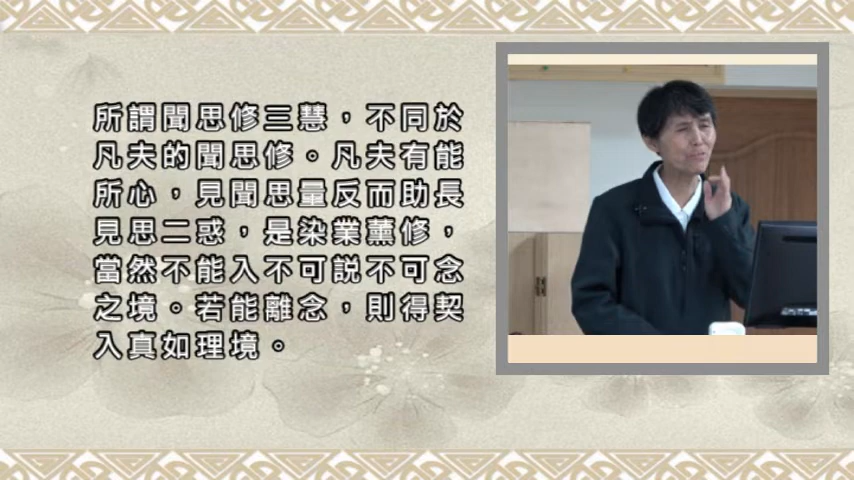 所謂聞思修三慧，不同於
凡夫的聞思修。凡夫有能
所心，見聞思量反而助長
見思二惑，是染業薰修，
當然不能入不可說不可念
之境。若能離念，則得契
入真如理境。